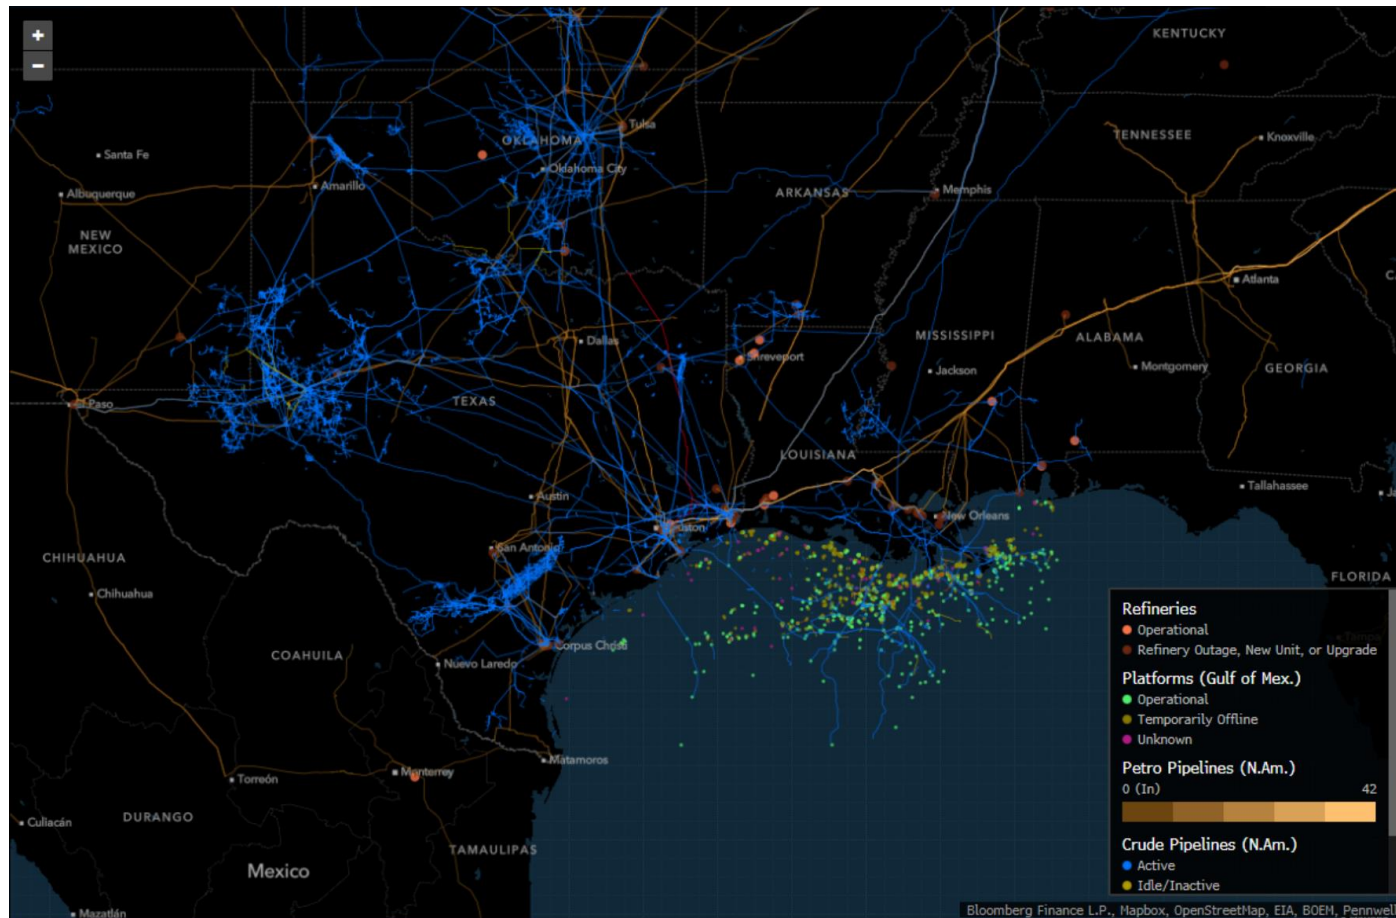 +
KENTUCKY
−
Tulsa
TENNESSEE
Knoxville
OKLAHOMA
Santa Fe
Oklahoma City
Amarillo
Albuquerque
ARKANSAS
Memphis
NEW
MEXICO
Atlanta
MISSISSIPPI
ALABAMA
Dallas
Shreveport
Jackson
Montgomery
GEORGIA
El Paso
TEXAS
LOUISIANA
Tallahassee
Austin
New Orleans
San Antonio
CHIHUAHUA
FLORIDA
Chihuahua
Corpus Christi
COAHUILA
Nuevo Laredo
Matamoros
Monterrey
Torreón
Culiacán
DURANGO
TAMAULIPAS
Mexico
Mazatlán
Refineries
Operational
Refinery Outage, New Unit, or Upgrade
Platforms (Gulf of Mex.)
Operational
Temporarily Offline
Unknown
Petro Pipelines (N.Am.)
0 (In) 42
Crude Pipelines (N.Am.)
Active
Idle/Inactive
Bloomberg Finance L.P., Mapbox, OpenStreetMap, EIA, BOEM, Pennwell